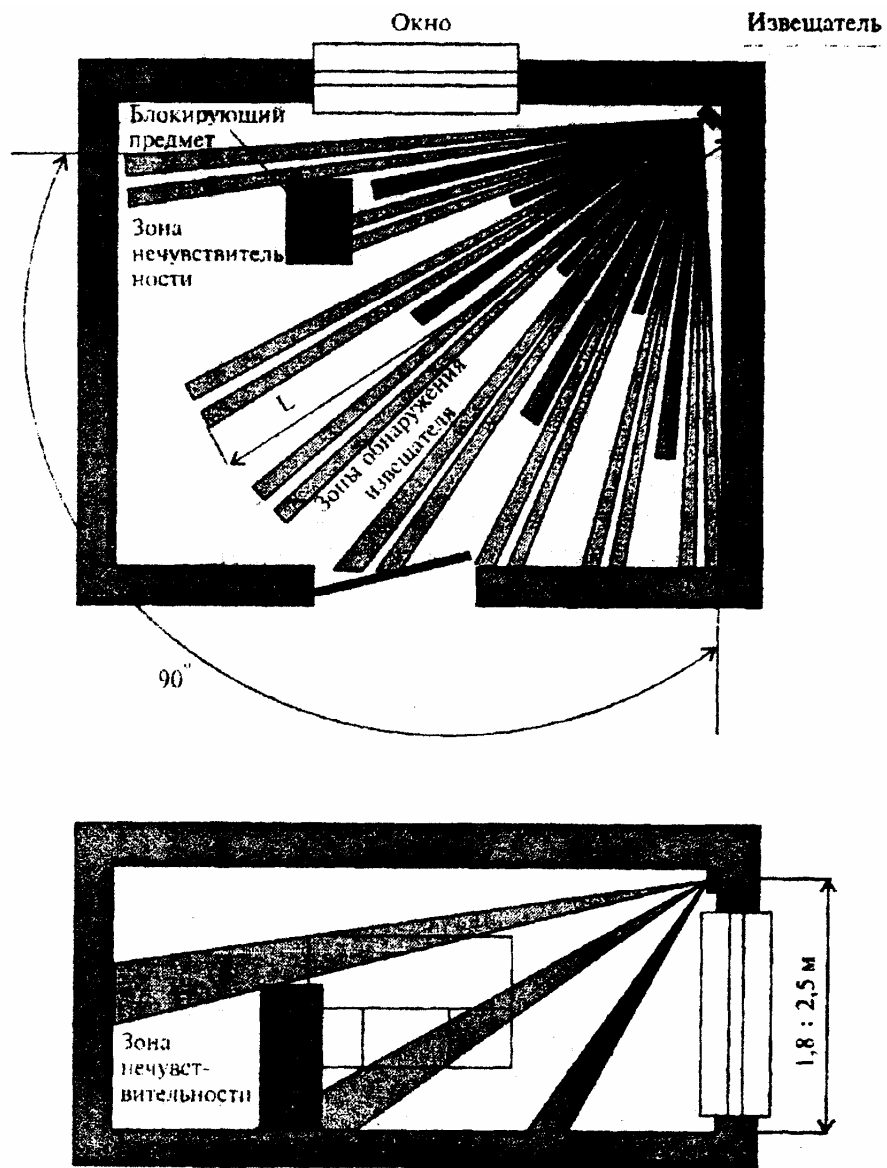 Окно
Извещатель
Блокирующий
предмет
Зона
нечувствитель
ности
L
Зоны обнаружения
извещателя
90°
Зона
нечувст-
вительности
1,8 : 2,5 м